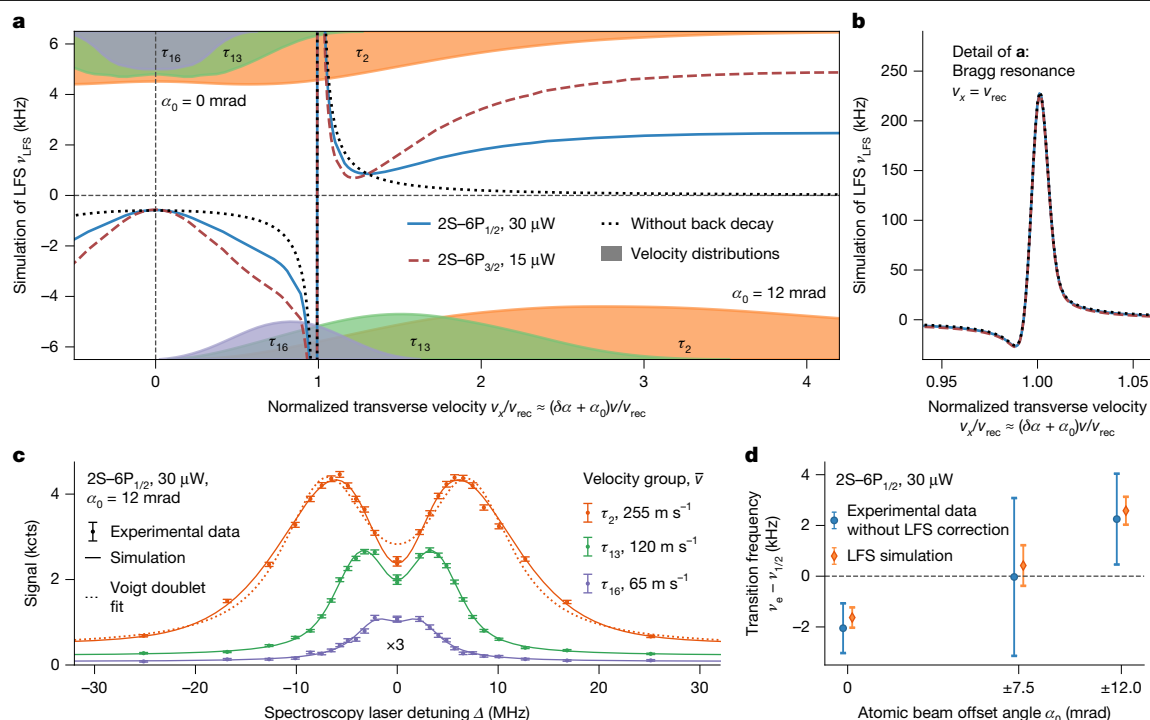 a
6
4
2
0
−2
−4
−6
Simulation of LFS νLFS (kHz)
τ16
τ13
τ2
α0 = 0 mrad
2S–6P1/2, 30 μW
2S–6P3/2, 15 μW
Without back decay
Velocity distributions
α0 = 12 mrad
τ16
τ13
τ2
0
1
2
3
4
Normalized transverse velocity vx/vrec ≈ (δα + α0)v/vrec
b
Detail of a:
Bragg resonance
vx = vrec
250
200
150
100
50
0
Simulation of LFS νLFS (kHz)
0.95
1.00
1.05
Normalized transverse velocity
vx/vrec ≈ (δα + α0)v/vrec
c
2S–6P1/2, 30 μW,
α0 = 12 mrad
Experimental data
Simulation
Voigt doublet
fit
Velocity group, v̅
τ2, 255 m s−1
τ13, 120 m s−1
τ16, 65 m s−1
×3
4
2
0
Signal (kcts)
−30
−20
−10
0
10
20
30
Spectroscopy laser detuning Δ (MHz)
d
2S–6P1/2, 30 μW
Experimental data
without LFS correction
LFS simulation
4
2
0
−2
Transition frequency
νe − ν1/2 (kHz)
0
±7.5
±12.0
Atomic beam offset angle α0 (mrad)